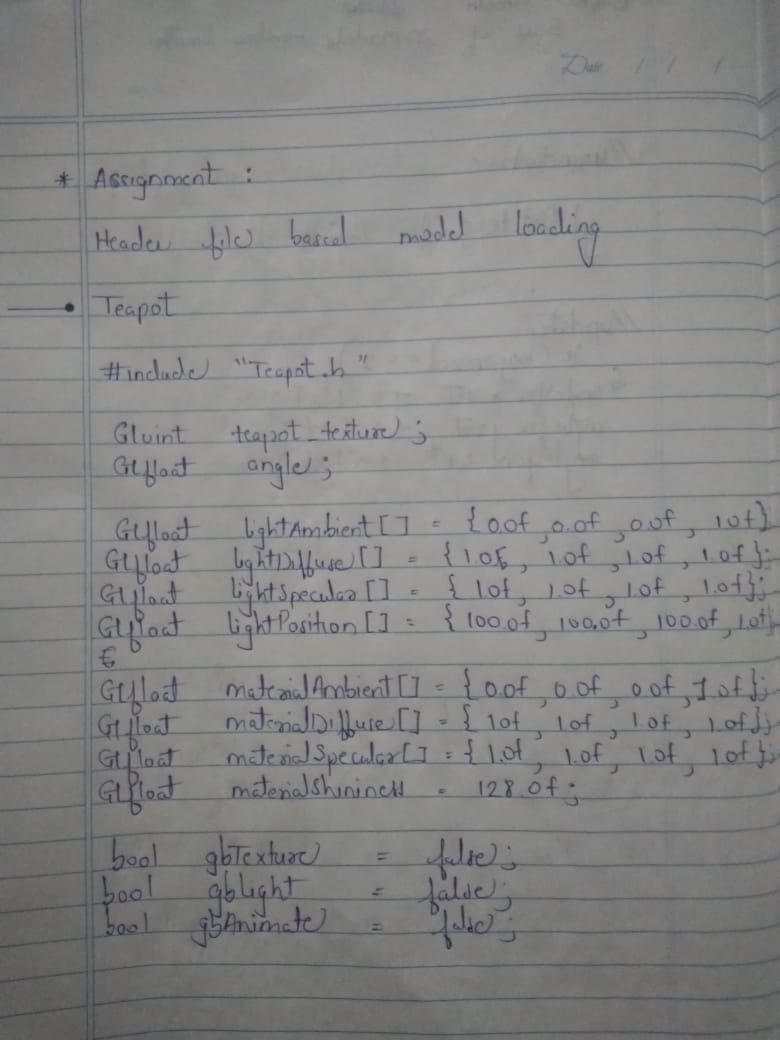 Date / / /
* Assignment :
Header file based model loading
Teapot
#include "Teapot.h"
GLuint teapot_texture;
GLfloat angle;
GLfloat lightAmbient[] = {0.0f, 0.0f, 0.0f, 1.0f}
GLfloat lightDiffuse[] = {1.0f, 1.0f, 1.0f, 1.0f};
GLfloat lightSpecular[] = {1.0f, 1.0f, 1.0f, 1.0f};
GLfloat lightPosition[] = {100.0f, 100.0f, 100.0f, 1.0f}
GLfloat materialAmbient[] = {0.0f, 0.0f, 0.0f, 1.0f};
GLfloat materialDiffuse[] = {1.0f, 1.0f, 1.0f, 1.0f};
GLfloat materialSpecular[] = {1.0f, 1.0f, 1.0f, 1.0f};
GLfloat materialShininess = 128.0f;
bool gbTexture = false;
bool gbLight = false;
bool gbAnimate = false;